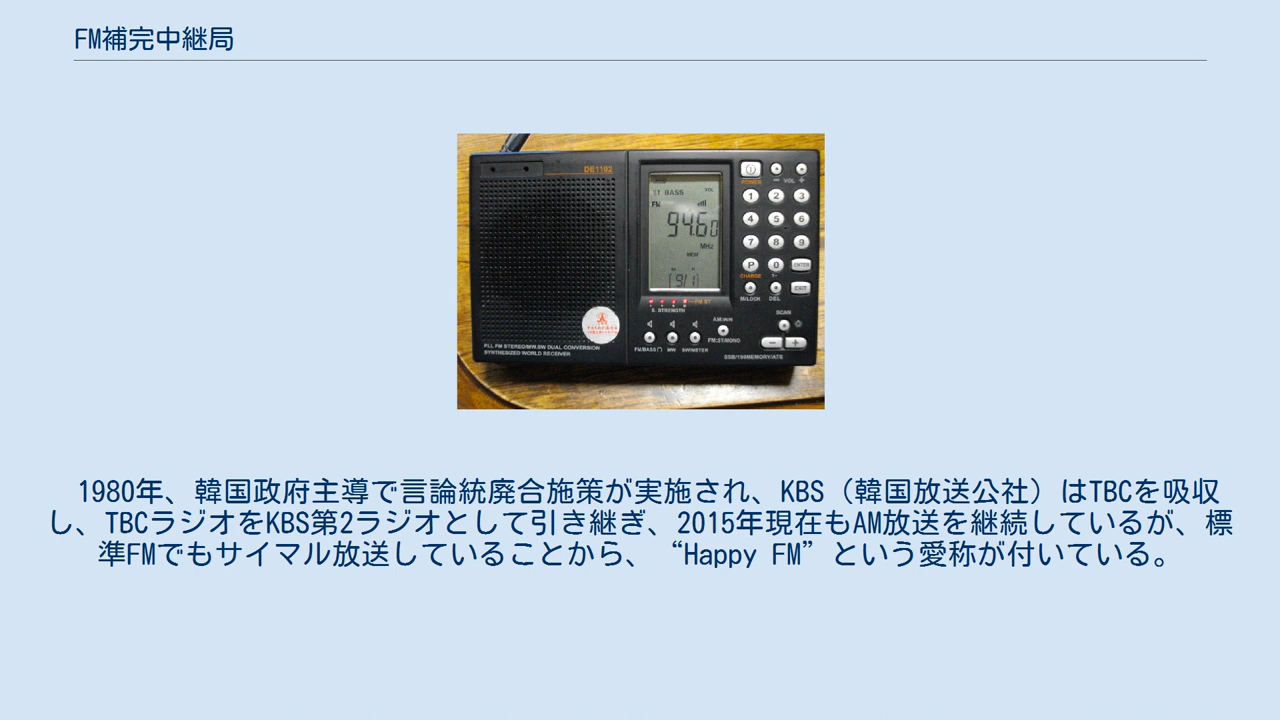 FM補完中継局
DE1102
ST BASS
VOL
FM
94.60
MHz
MEM
[9/1]
POWER
− VOL +
1 2 3
4 5 6
7 8 9
P 0 ENTER
CHARGE
M/LOCK DEL
EXIT
FM ST
S. STRENGTH
SCAN
AM:W/N
FM:ST/MONO
FM/BASS MW SW/METER
SSB/190MEMORY/ATS
PLL FM STEREO/MW.SW DUAL CONVERSION
SYNTHESIZED WORLD RECEIVER
1980年、韓国政府主導で言論統廃合施策が実施され、KBS（韓国放送公社）はTBCを吸収
し、TBCラジオをKBS第2ラジオとして引き継ぎ、2015年現在もAM放送を継続しているが、標
準FMでもサイマル放送していることから、“Happy FM”という愛称が付いている。